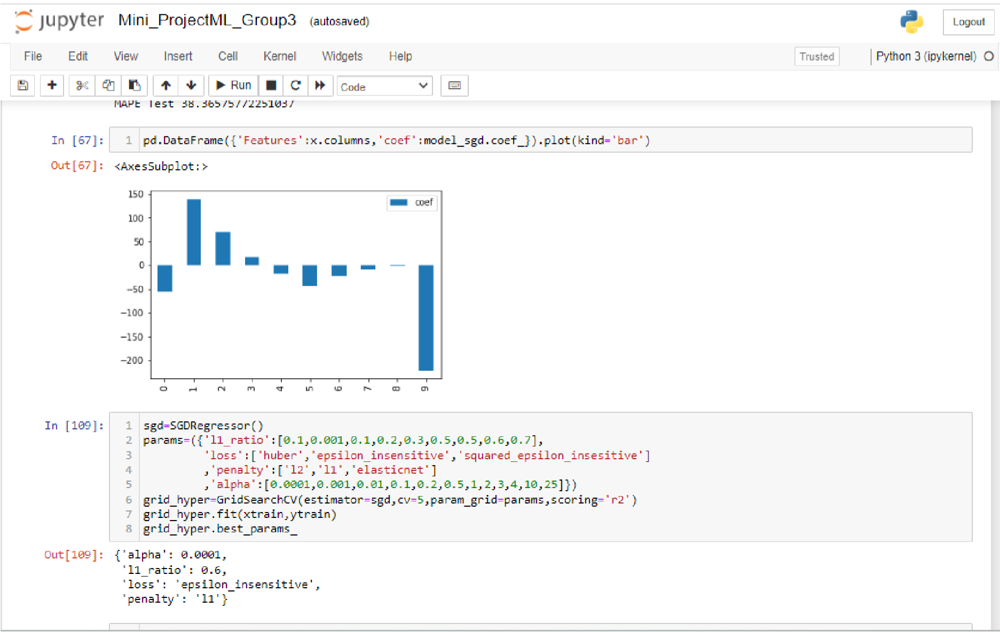 jupyter Mini_ProjectML_Group3 (autosaved) Logout
File Edit View Insert Cell Kernel Widgets Help Trusted Python 3 (ipykernel)
Run Code
MAPE Test 38.365757722251037
In [67]: 1 pd.DataFrame({'Features':x.columns,'coef':model_sgd.coef_}).plot(kind='bar')
Out[67]: <AxesSubplot:>
150
100
50
0
−50
−100
−150
−200
coef
0 1 2 3 4 5 6 7 8 9
In [109]: 1 sgd=SGDRegressor()
2 params=({'l1_ratio':[0.1,0.001,0.1,0.2,0.3,0.5,0.5,0.6,0.7],
3 'loss':['huber','epsilon_insensitive','squared_epsilon_insesitive']
4 ,'penalty':['l2','l1','elasticnet']
5 ,'alpha':[0.0001,0.001,0.01,0.1,0.2,0.5,1,2,3,4,10,25]})
6 grid_hyper=GridSearchCV(estimator=sgd,cv=5,param_grid=params,scoring='r2')
7 grid_hyper.fit(xtrain,ytrain)
8 grid_hyper.best_params_
Out[109]: {'alpha': 0.0001,
'l1_ratio': 0.6,
'loss': 'epsilon_insensitive',
'penalty': 'l1'}